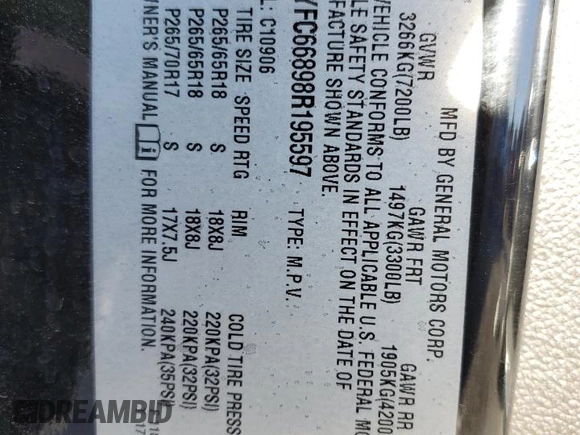 MFD BY GENERAL MOTORS CORP.
GVWR GAWR FRT GAWR RR
3266KG(7200LB) 1497KG(3300LB) 1905KG(4200
VEHICLE CONFORMS TO ALL APPLICABLE U.S. FEDERAL MO
LE SAFETY STANDARDS IN EFFECT ON THE DATE OF
FACTURE SHOWN ABOVE.
FC66898R195597 TYPE: M.P.V.
L: C10906
TIRE SIZE SPEED RTG RIM COLD TIRE PRESS
P265/65R18 S 18X8J 220KPA(32PSI)
P265/65R18 S 18X8J 220KPA(32PSI)
P265/70R17 S 17X7.5J 240KPA(35PSI)
WNER'S MANUAL i FOR MORE INFORMATION.
DREAMBID